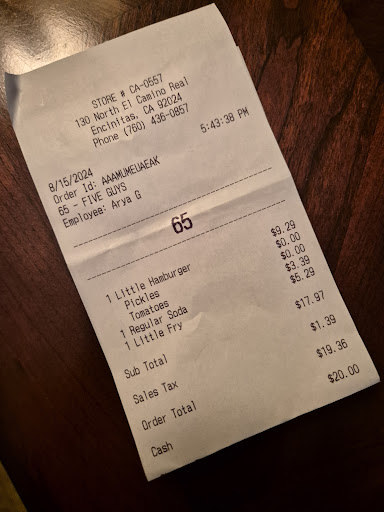 STORE # CA-0557
130 North El Camino Real
Encinitas, CA 92024
Phone (760) 436-0857
8/15/2024 5:43:38 PM
Order Id: AAAMUMEUAEAK
65 - FIVE GUYS
Employee: Arya G
65
1 Little Hamburger $9.29
Pickles $0.00
Tomatoes $0.00
1 Regular Soda $3.39
1 Little Fry $5.29
Sub Total $17.97
Sales Tax $1.39
Order Total $19.36
Cash $20.00